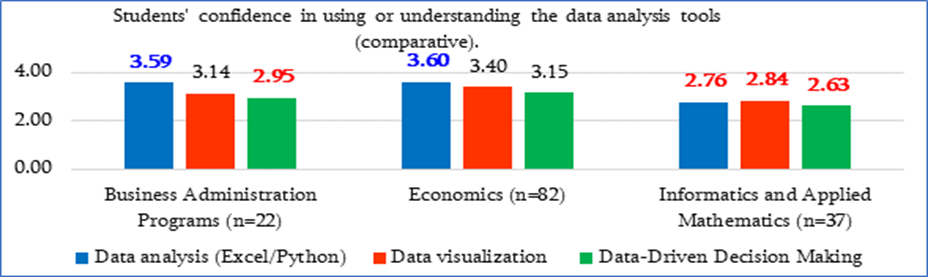 Students' confidence in using or understanding the data analysis tools
(comparative).
4.00
2.00
0.00
3.59
3.14
2.95
3.60
3.40
3.15
2.76
2.84
2.63
Business Administration
Programs (n=22)
Economics (n=82)
Informatics and Applied
Mathematics (n=37)
Data analysis (Excel/Python)
Data visualization
Data-Driven Decision Making